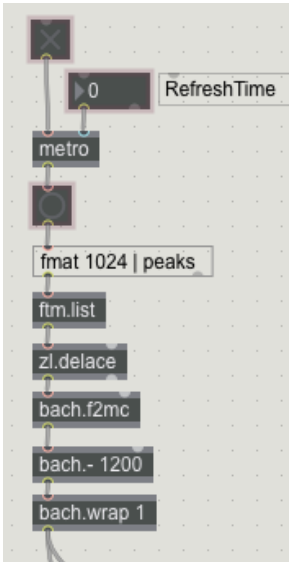 0
RefreshTime
metro
fmat 1024 | peaks
ftm.list
zl.delace
bach.f2mc
bach.- 1200
bach.wrap 1